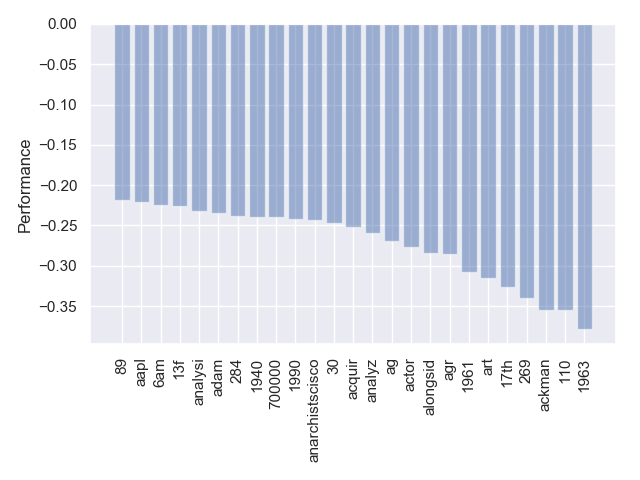 0.00
−0.05
−0.10
−0.15
−0.20
−0.25
−0.30
−0.35
Performance
89
aapl
6am
13f
analysi
adam
284
1940
700000
1990
anarchistscisco
30
acquir
analyz
ag
actor
alongsid
agr
1961
art
17th
269
ackman
110
1963